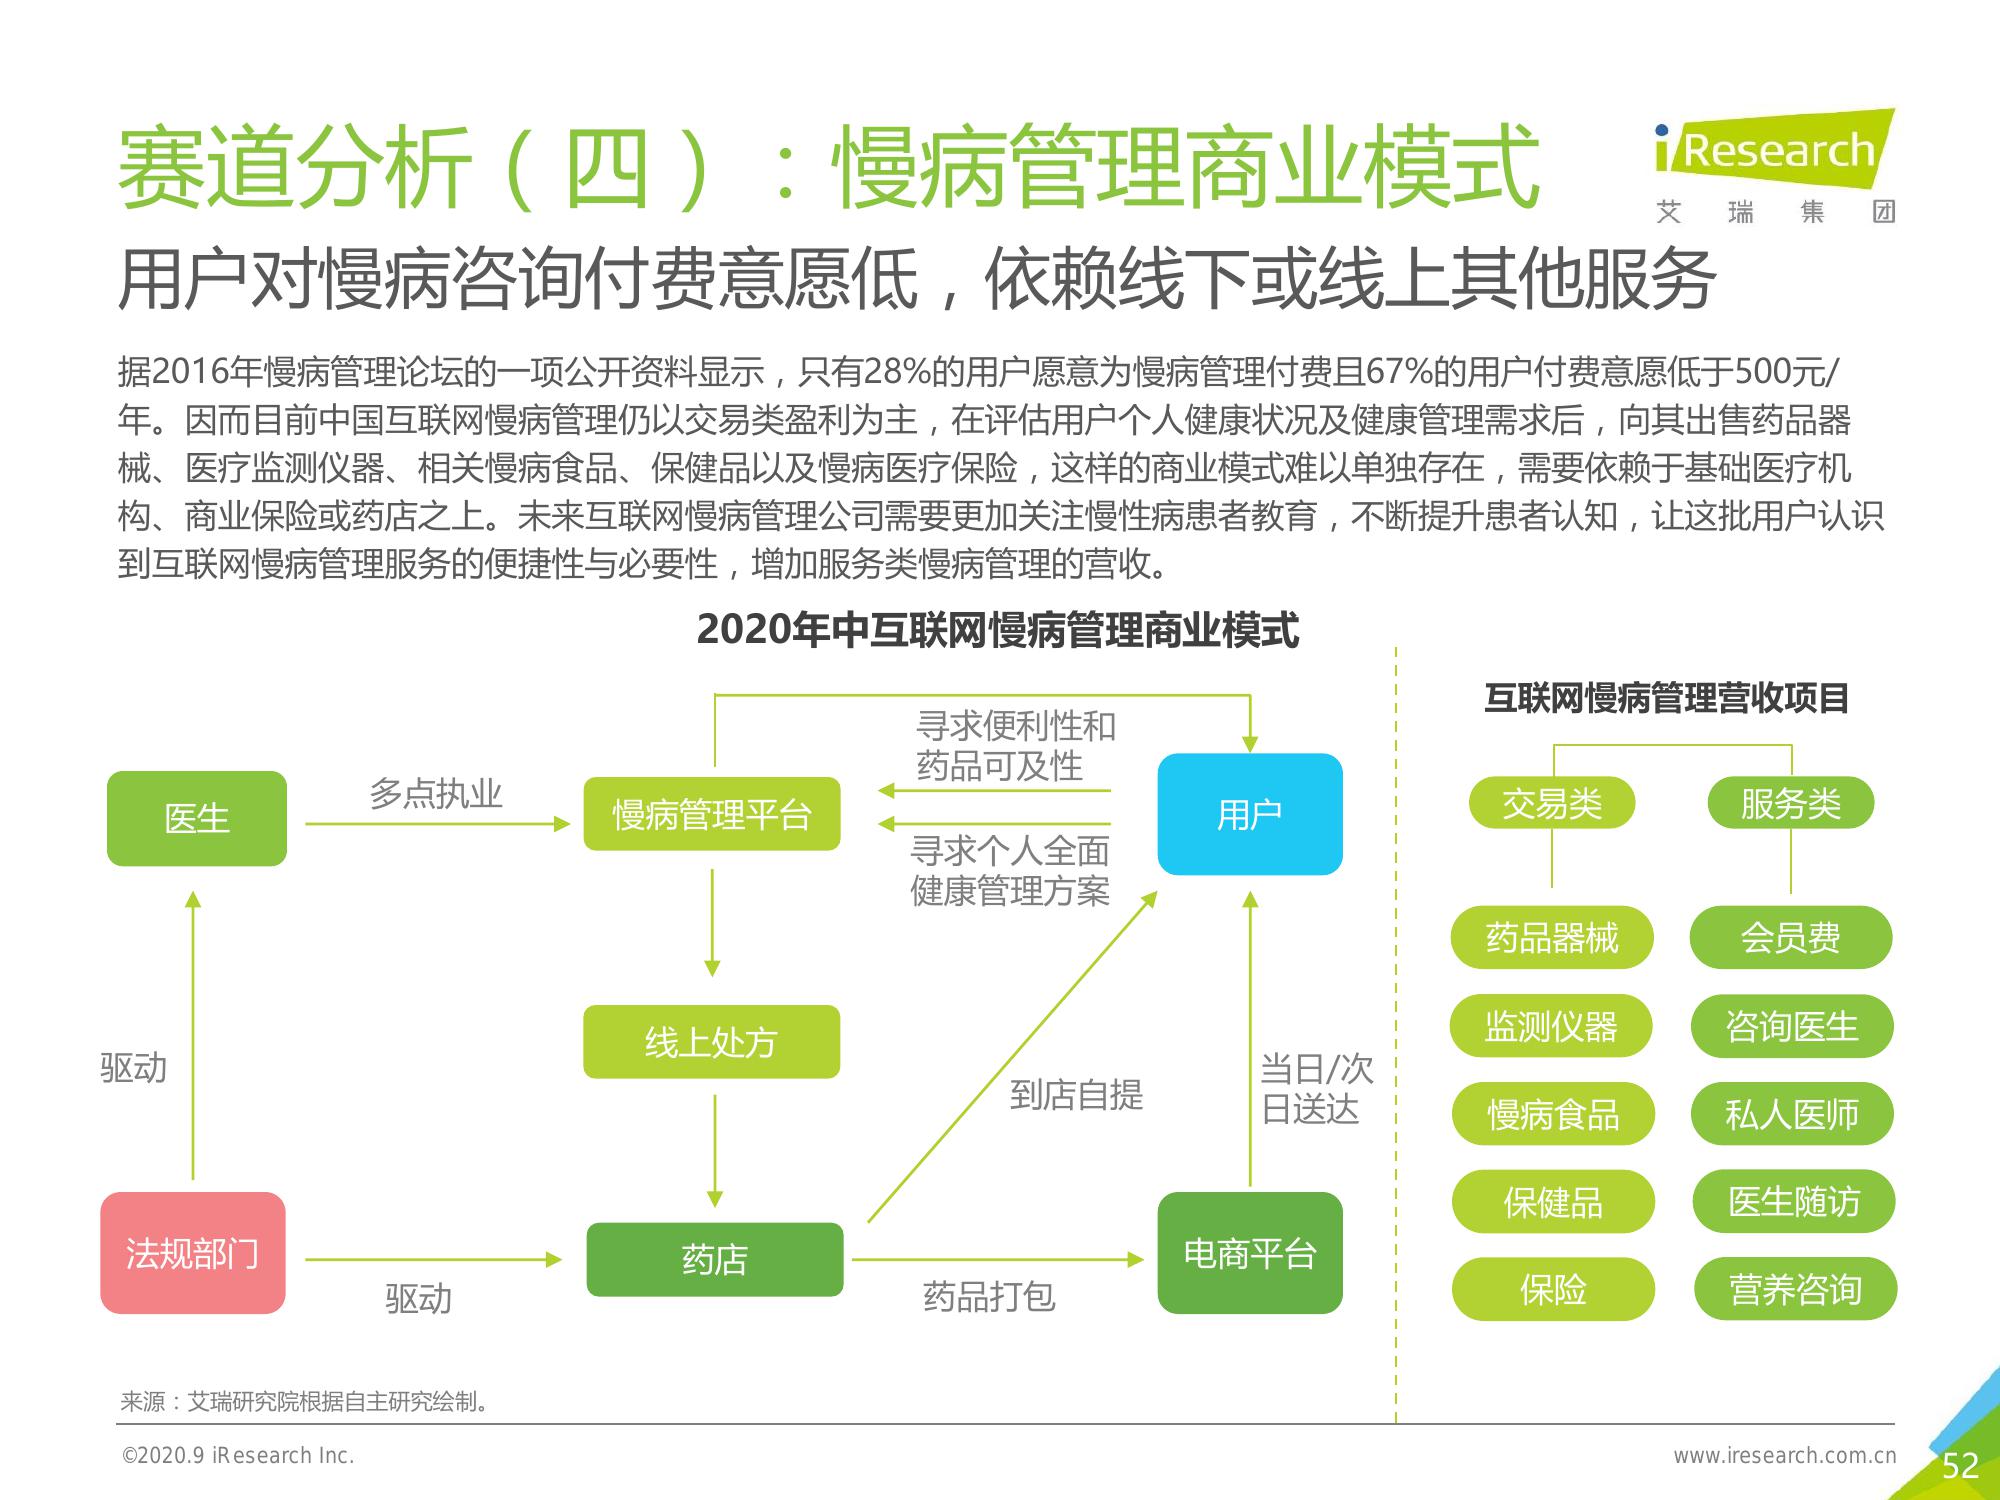 赛道分析（四）：慢病管理商业模式
iResearch
艾瑞集团
用户对慢病咨询付费意愿低，依赖线下或线上其他服务
据2016年慢病管理论坛的一项公开资料显示，只有28%的用户愿意为慢病管理付费且67%的用户付费意愿低于500元/
年。因而目前中国互联网慢病管理仍以交易类盈利为主，在评估用户个人健康状况及健康管理需求后，向其出售药品器
械、医疗监测仪器、相关慢病食品、保健品以及慢病医疗保险，这样的商业模式难以单独存在，需要依赖于基础医疗机
构、商业保险或药店之上。未来互联网慢病管理公司需要更加关注慢性病患者教育，不断提升患者认知，让这批用户认识
到互联网慢病管理服务的便捷性与必要性，增加服务类慢病管理的营收。
2020年中互联网慢病管理商业模式
医生
多点执业
慢病管理平台
寻求便利性和
药品可及性
寻求个人全面
健康管理方案
用户
驱动
线上处方
到店自提
当日/次
日送达
法规部门
驱动
药店
药品打包
电商平台
互联网慢病管理营收项目
交易类
服务类
药品器械
会员费
监测仪器
咨询医生
慢病食品
私人医师
保健品
医生随访
保险
营养咨询
来源：艾瑞研究院根据自主研究绘制。
©2020.9 iResearch Inc.
www.iresearch.com.cn
52